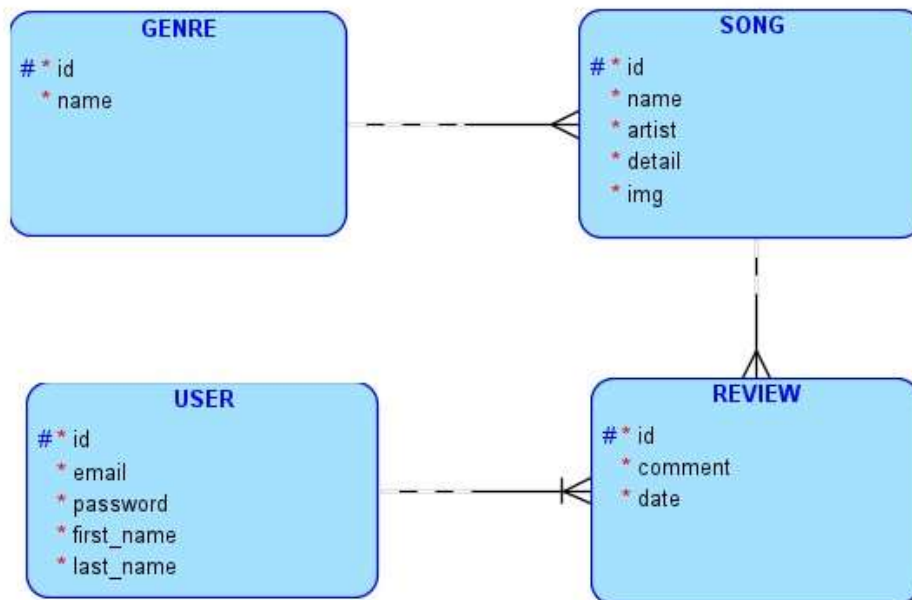 GENRE
# * id
* name
SONG
# * id
* name
* artist
* detail
* img
USER
# * id
* email
* password
* first_name
* last_name
REVIEW
# * id
* comment
* date